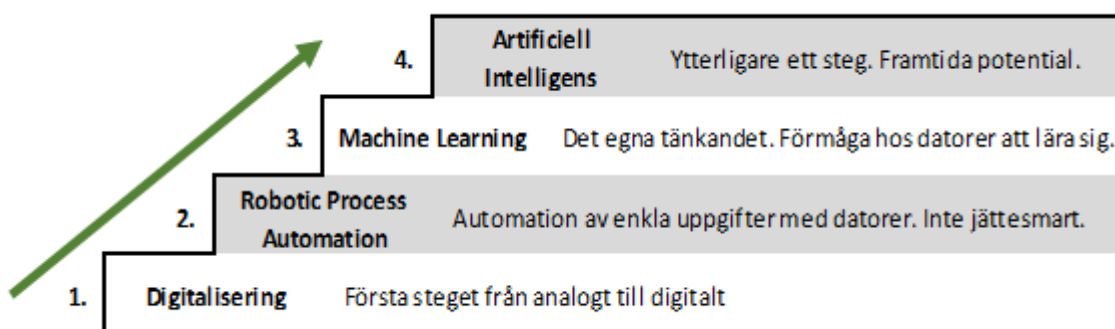 4. Artificiell Intelligens Ytterligare ett steg. Framtida potential.
3. Machine Learning Det egna tänkandet. Förmåga hos datorer att lära sig.
2. Robotic Process Automation Automation av enkla uppgifter med datorer. Inte jättesmart.
1. Digitalisering Första steget från analogt till digitalt